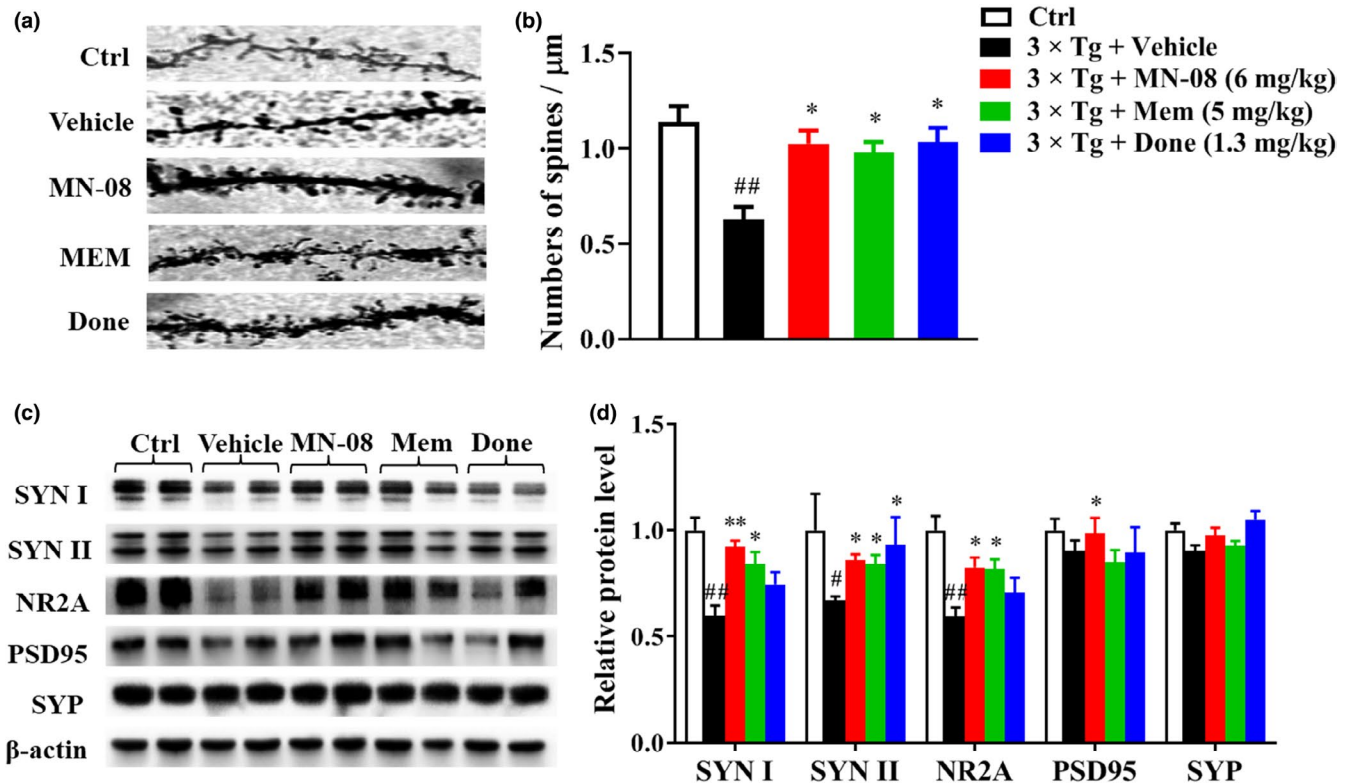 (a)
Ctrl
Vehicle
MN-08
MEM
Done
(b)
Numbers of spines / μm
1.5
1.0
0.5
0.0
##
*
*
*
Ctrl
3 × Tg + Vehicle
3 × Tg + MN-08 (6 mg/kg)
3 × Tg + Mem (5 mg/kg)
3 × Tg + Done (1.3 mg/kg)
(c)
Ctrl Vehicle MN-08 Mem Done
SYN I
SYN II
NR2A
PSD95
SYP
β-actin
(d)
Relative protein level
1.5
1.0
0.5
0.0
## ** *
# * * *
## * *
*
SYN I SYN II NR2A PSD95 SYP